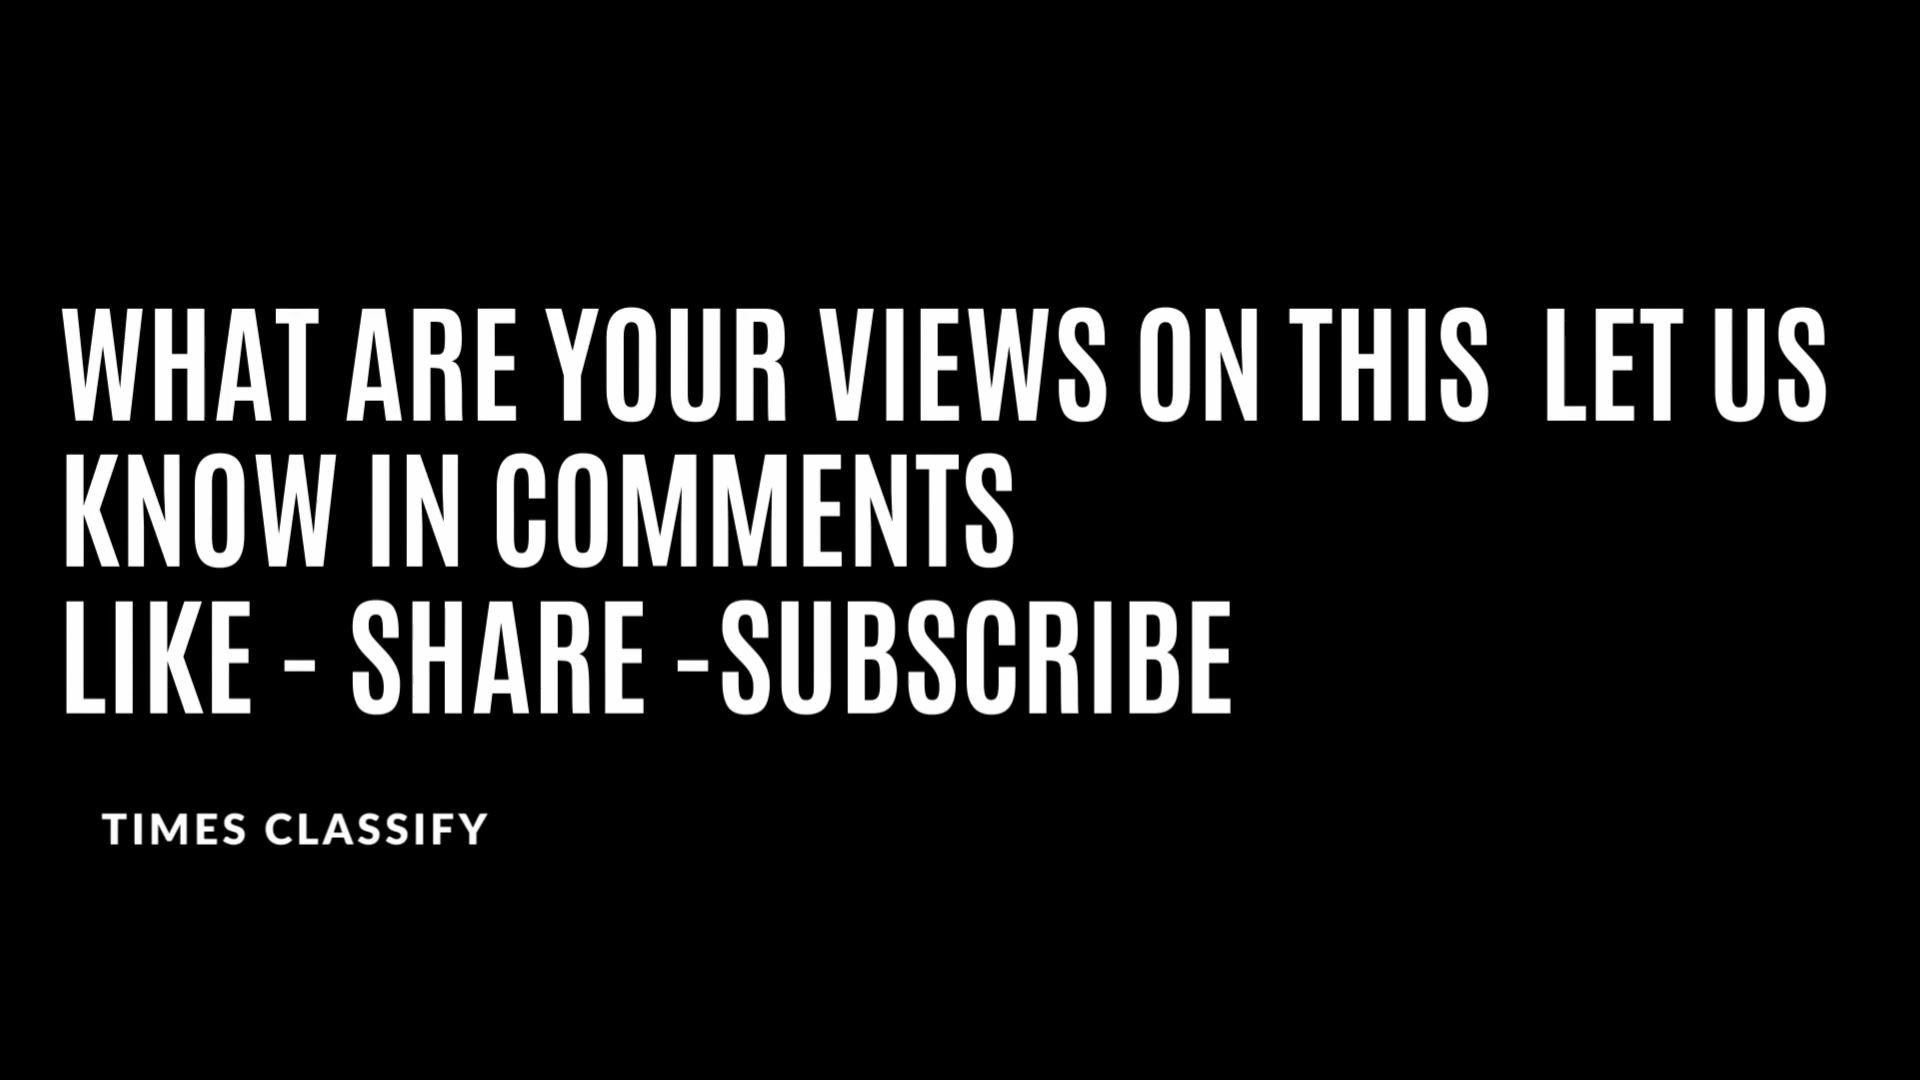 WHAT ARE YOUR VIEWS ON THIS  LET US
KNOW IN COMMENTS
LIKE - SHARE -SUBSCRIBE
TIMES CLASSIFY